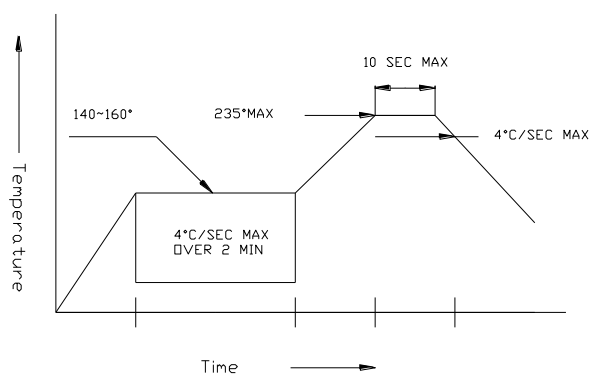 10 SEC MAX
140~160°
235°MAX
4°C/SEC MAX
Temperature
4°C/SEC MAX
OVER 2 MIN
Time